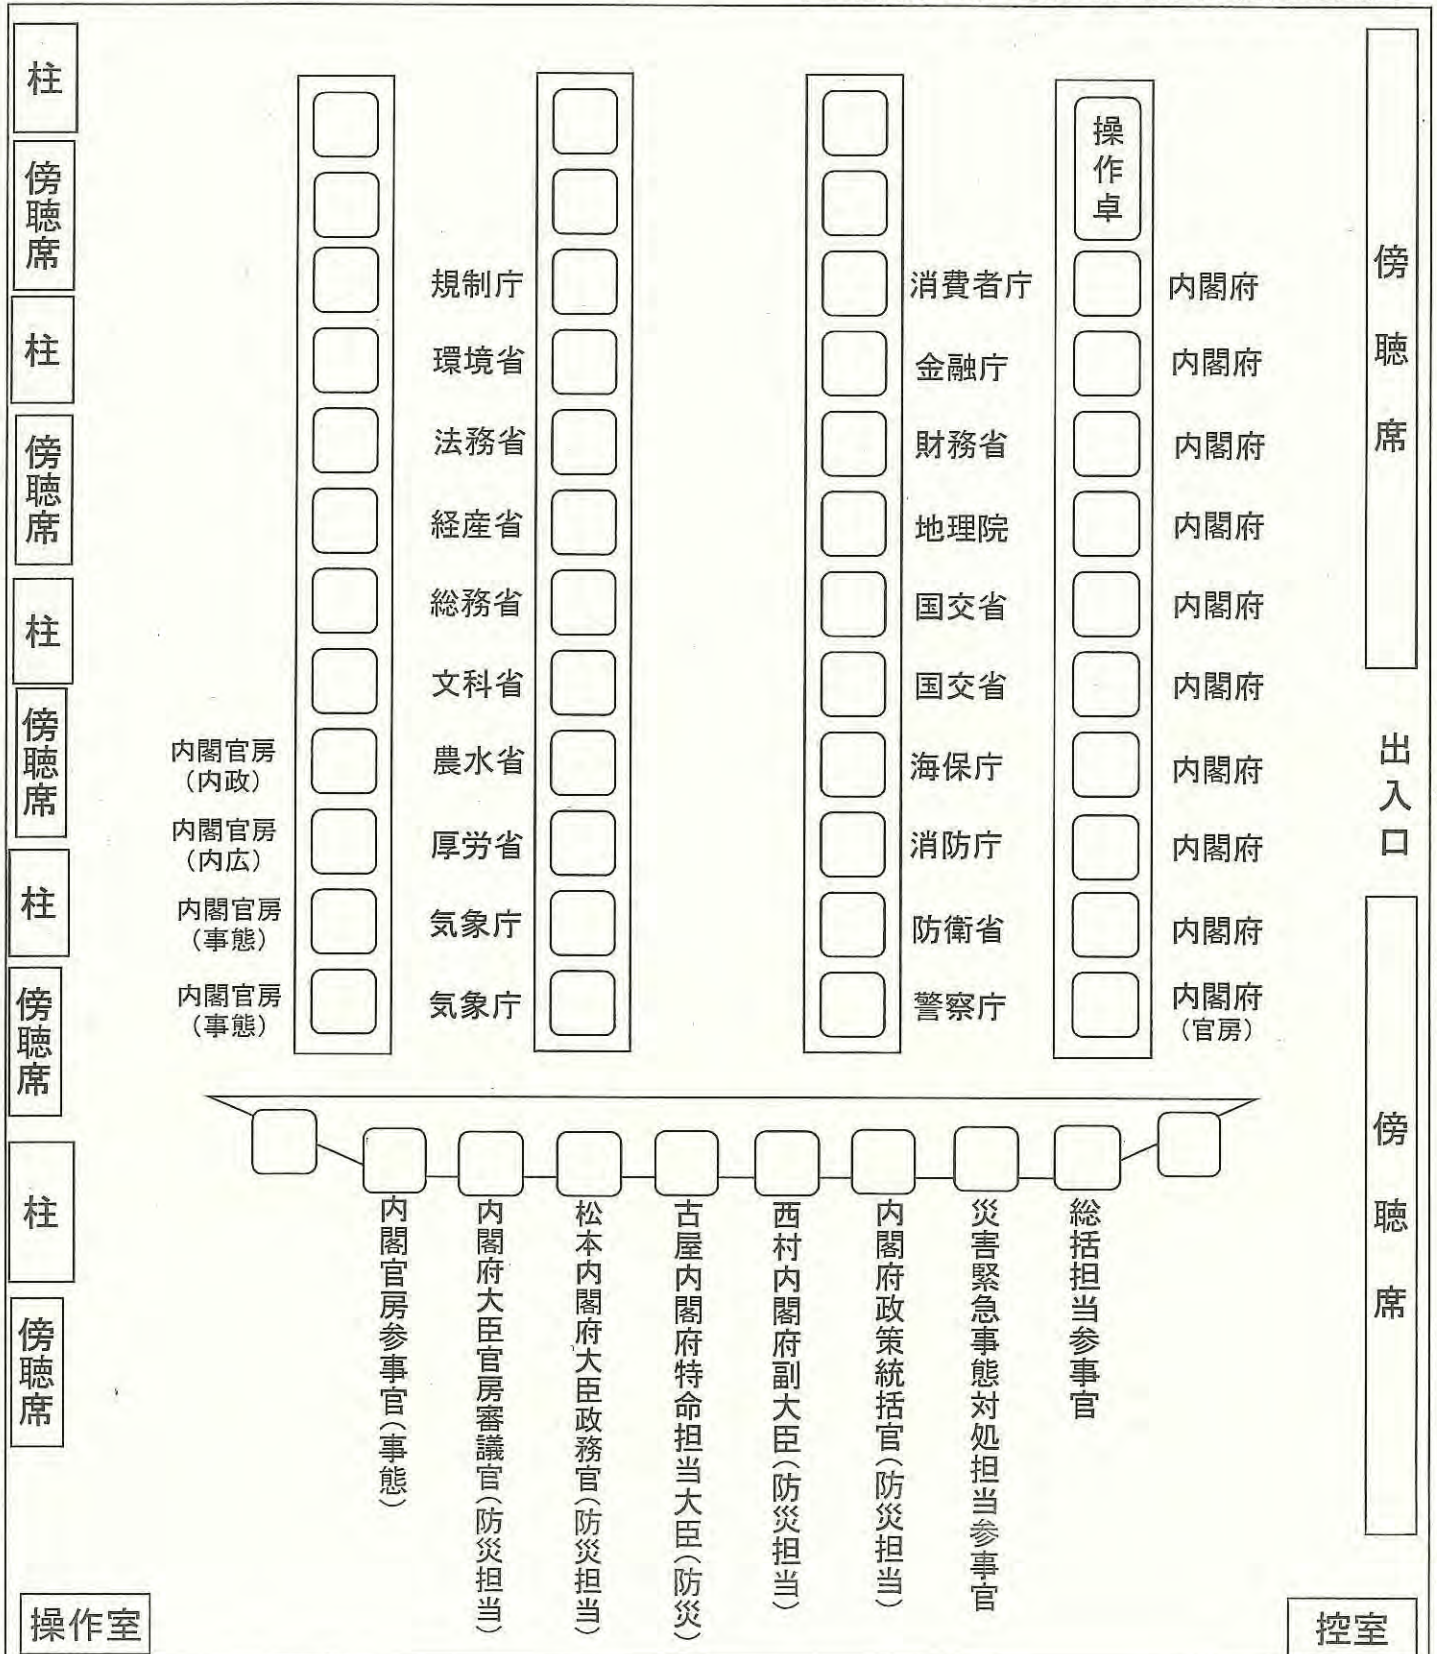 柱
傍聴席
柱
傍聴席
柱
傍聴席
柱
傍聴席
柱
傍聴席
操作室
内閣官房
（内政）
内閣官房
（内広）
内閣官房
（事態）
内閣官房
（事態）
規制庁
環境省
法務省
経産省
総務省
文科省
農水省
厚労省
気象庁
気象庁
消費者庁
金融庁
財務省
地理院
国交省
国交省
海保庁
消防庁
防衛省
警察庁
操作卓
内閣府
内閣府
内閣府
内閣府
内閣府
内閣府
内閣府
内閣府
内閣府
内閣府
（官房）
内閣官房参事官（事態）
内閣府大臣官房審議官（防災担当）
松本内閣府大臣政務官（防災担当）
古屋内閣府特命担当大臣（防災）
西村内閣府副大臣（防災担当）
内閣府政策統括官（防災担当）
災害緊急事態対処担当参事官
総括担当参事官
傍聴席
出入口
傍聴席
控室